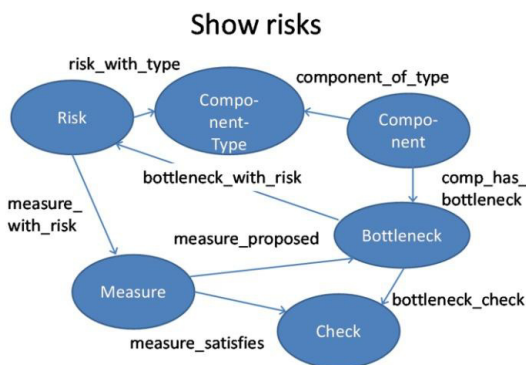 Show risks
risk_with_type
component_of_type
Risk
Compo-
nent-
Type
Compo-
nent
bottleneck_with_risk
comp_has_
bottleneck
measure_
with_risk
measure_proposed
Bottleneck
Measure
bottleneck_check
Check
measure_satisfies